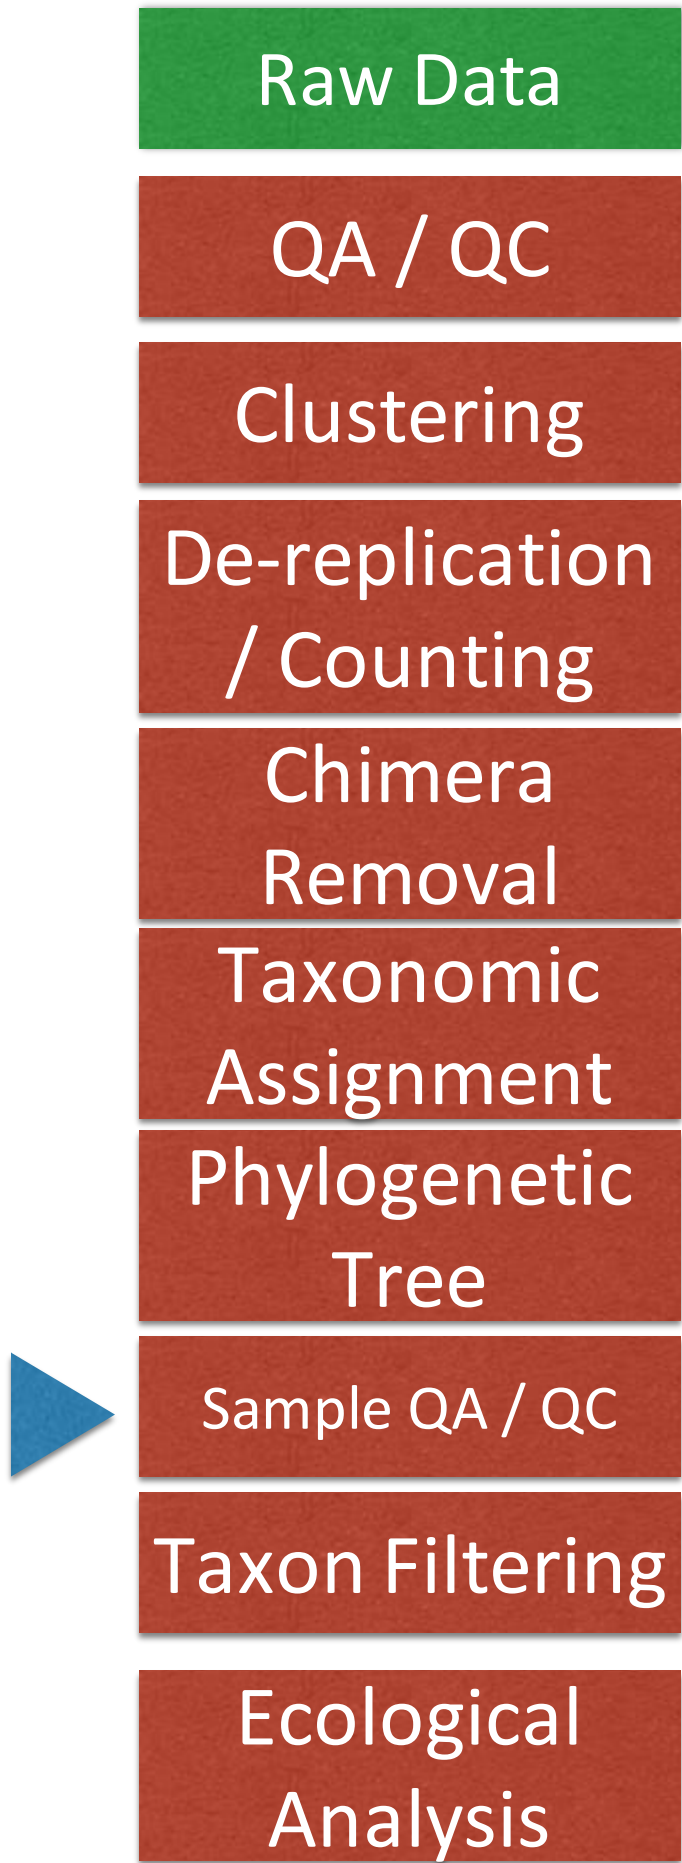 Raw Data
QA / QC
Clustering
De-replication
/ Counting
Chimera
Removal
Taxonomic
Assignment
Phylogenetic
Tree
Sample QA / QC
Taxon Filtering
Ecological
Analysis